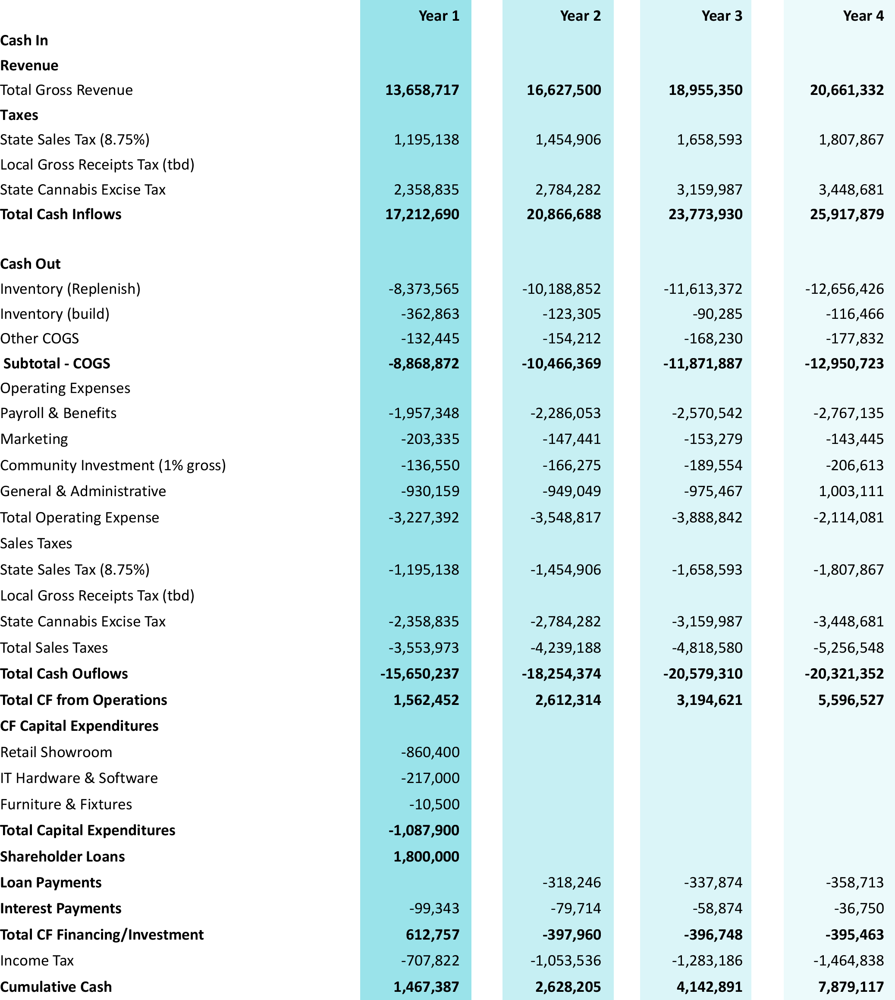 Year 1 Year 2 Year 3 Year 4
Cash In
Revenue
Total Gross Revenue 13,658,717 16,627,500 18,955,350 20,661,332
Taxes
State Sales Tax (8.75%) 1,195,138 1,454,906 1,658,593 1,807,867
Local Gross Receipts Tax (tbd)
State Cannabis Excise Tax 2,358,835 2,784,282 3,159,987 3,448,681
Total Cash Inflows 17,212,690 20,866,688 23,773,930 25,917,879
Cash Out
Inventory (Replenish) -8,373,565 -10,188,852 -11,613,372 -12,656,426
Inventory (build) -362,863 -123,305 -90,285 -116,466
Other COGS -132,445 -154,212 -168,230 -177,832
Subtotal - COGS -8,868,872 -10,466,369 -11,871,887 -12,950,723
Operating Expenses
Payroll & Benefits -1,957,348 -2,286,053 -2,570,542 -2,767,135
Marketing -203,335 -147,441 -153,279 -143,445
Community Investment (1% gross) -136,550 -166,275 -189,554 -206,613
General & Administrative -930,159 -949,049 -975,467 1,003,111
Total Operating Expense -3,227,392 -3,548,817 -3,888,842 -2,114,081
Sales Taxes
State Sales Tax (8.75%) -1,195,138 -1,454,906 -1,658,593 -1,807,867
Local Gross Receipts Tax (tbd)
State Cannabis Excise Tax -2,358,835 -2,784,282 -3,159,987 -3,448,681
Total Sales Taxes -3,553,973 -4,239,188 -4,818,580 -5,256,548
Total Cash Ouflows -15,650,237 -18,254,374 -20,579,310 -20,321,352
Total CF from Operations 1,562,452 2,612,314 3,194,621 5,596,527
CF Capital Expenditures
Retail Showroom -860,400
IT Hardware & Software -217,000
Furniture & Fixtures -10,500
Total Capital Expenditures -1,087,900
Shareholder Loans 1,800,000
Loan Payments -318,246 -337,874 -358,713
Interest Payments -99,343 -79,714 -58,874 -36,750
Total CF Financing/Investment 612,757 -397,960 -396,748 -395,463
Income Tax -707,822 -1,053,536 -1,283,186 -1,464,838
Cumulative Cash 1,467,387 2,628,205 4,142,891 7,879,117